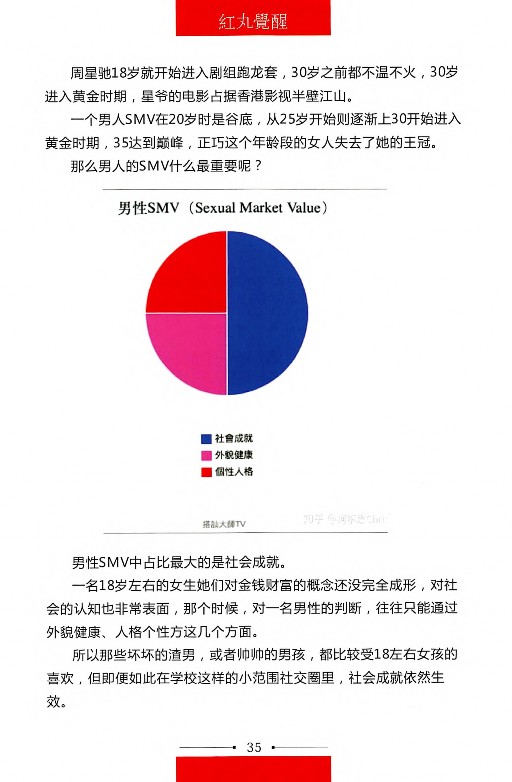 紅丸覺醒
周星驰18岁就开始进入剧组跑龙套，30岁之前都不温不火，30岁
进入黄金时期，星爷的电影占据香港影视半壁江山。
一个男人SMV在20岁时是谷底，从25岁开始则逐渐上30开始进入
黄金时期，35达到巅峰，正巧这个年龄段的女人失去了她的王冠。
那么男人的SMV什么最重要呢？
男性SMV（Sexual Market Value）
社會成就
外貌健康
個性人格
搭訕大師TV
男性SMV中占比最大的是社会成就。
一名18岁左右的女生她们对金钱财富的概念还没完全成形，对社
会的认知也非常表面，那个时候，对一名男性的判断，往往只能通过
外貌健康、人格个性方这几个方面。
所以那些坏坏的渣男，或者帅帅的男孩，都比较受18左右女孩的
喜欢，但即便如此在学校这样的小范围社交圈里，社会成就依然生
效。
35